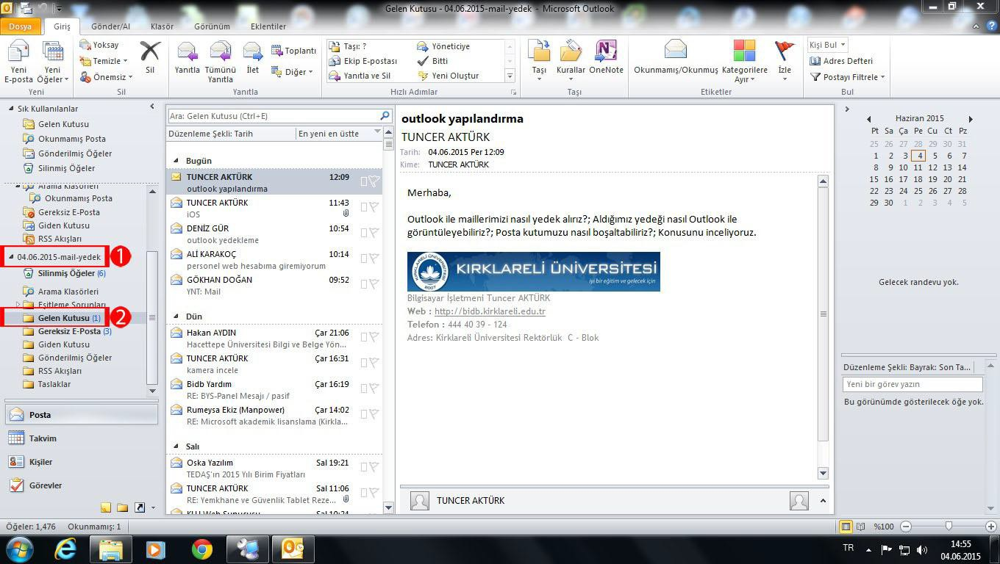 Gelen Kutusu - 04.06.2015-mail-yedek - Microsoft Outlook
Dosya Giriş Gönder/Al Klasör Görünüm Eklentiler
Yeni E-posta
Yeni Öğeler
Yeni
Yoksay
Temizle
Önemsiz
Sil
Sil
Yanıtla
Tümünü Yanıtla
İlet
Toplantı
Diğer
Yanıtla
Taşı: ?
Ekip E-postası
Yanıtla ve Sil
Yöneticiye
Bitti
Yeni Oluştur
Hızlı Adımlar
Taşı
Kurallar
OneNote
Taşı
Okunmamış/Okunmuş
Kategorilere Ayır
İzle
Etiketler
Kişi Bul
Adres Defteri
Postayı Filtrele
Bul
Sık Kullanılanlar
Gelen Kutusu
Okunmamış Posta
Gönderilmiş Öğeler
Silinmiş Öğeler
Arama Klasörleri
Okunmamış Posta
Gereksiz E-Posta
Giden Kutusu
RSS Akışları
04.06.2015-mail-yedek 1
Silinmiş Öğeler (6)
Arama Klasörleri
Eşitleme Sorunları
Gelen Kutusu (1) 2
Gereksiz E-Posta (3)
Giden Kutusu
Gönderilmiş Öğeler
RSS Akışları
Taslaklar
Posta
Takvim
Kişiler
Görevler
Ara: Gelen Kutusu (Ctrl+E)
Düzenleme Şekli: Tarih En yeni en üstte
Bugün
TUNCER AKTÜRK 12:09
outlook yapılandırma
TUNCER AKTÜRK 11:43
iOS
DENİZ GÜR 10:54
outlook yedekleme
ALİ KARAKOÇ 10:14
personel web hesabıma giremiyorum
GÖKHAN DOĞAN 09:52
YNT: Mail
Dün
Hakan AYDIN Çar 21:06
Hacettepe Üniversitesi Bilgi ve Belge Yön...
TUNCER AKTÜRK Çar 16:31
kamera incele
Bidb Yardım Çar 16:19
RE: BYS-Panel Mesajı / pasif
Rumeysa Ekiz (Manpower) Çar 14:02
RE: Microsoft akademik lisanslama (Kirkla...
Salı
Oska Yazılım Sal 19:21
TEDAŞ'ın 2015 Yılı Birim Fiyatları
TUNCER AKTÜRK Sal 11:06
RE: Yemkhane ve Güvenlik Tablet Reze...
KLU Web Sunucusu Sal 10:24
outlook yapılandırma
TUNCER AKTÜRK
Tarih: 04.06.2015 Per 12:09
Kime: TUNCER AKTÜRK
Merhaba,
Outlook ile maillerimizi nasıl yedek alırız?; Aldığımız yedeği nasıl Outlook ile
görüntüleyebiliriz?; Posta kutumuzu nasıl boşaltabiliriz?; Konusunu inceliyoruz.
KIRKLARELİ ÜNİVERSİTESİ
2007
KIRKLARELİ ÜNİVERSİTESİ
iyi bir eğitim ve gelecek için
Bilgisayar İşletmeni Tuncer AKTÜRK
Web : http://bidb.kirklareli.edu.tr
Telefon : 444 40 39 - 124
Adres: Kirklareli Üniversitesi Rektörlük C - Blok
TUNCER AKTÜRK
Haziran 2015
Pt Sa Ça Pe Cu Ct Pz
25 26 27 28 29 30 31
1 2 3 4 5 6 7
8 9 10 11 12 13 14
15 16 17 18 19 20 21
22 23 24 25 26 27 28
29 30 1 2 3 4 5
Gelecek randevu yok.
Düzenleme Şekli: Bayrak: Son Ta...
Yeni bir görev yazın
Bu görünümde gösterilecek öğe yok.
Öğeler: 1,476 Okunmamış: 1
%100
TR
14:55
04.06.2015